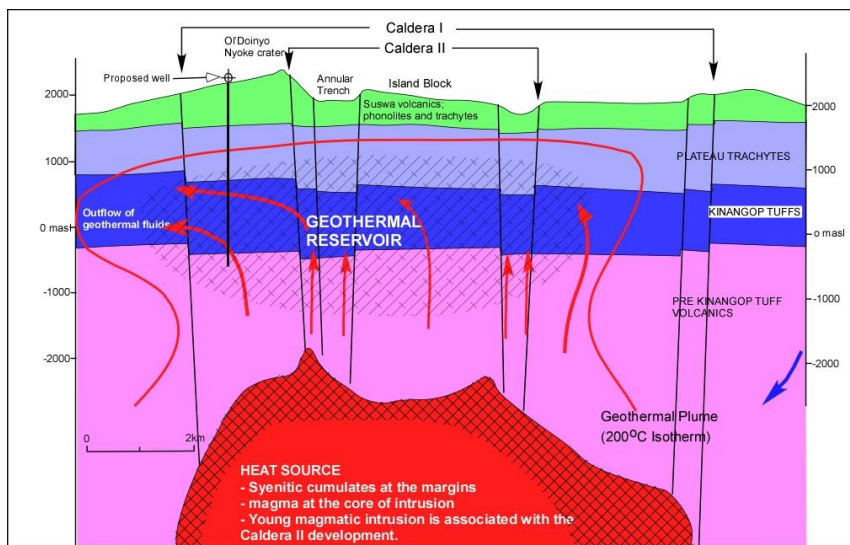 Caldera I
Caldera II
Ol'Doinyo
Nyoke crater
Proposed well
Annular
Trench
Island Block
Suswa volcanics;
phonolites and trachytes
2000
1000
0 masl
-1000
-2000
2000
1000
0 masl
-1000
-2000
PLATEAU TRACHYTES
KINANGOP TUFFS
Outflow of
geothermal fluids
GEOTHERMAL
RESERVOIR
PRE KINANGOP TUFF
VOLCANICS
Geothermal Plume
(200°C Isotherm)
0
2km
HEAT SOURCE
- Syenitic cumulates at the margins
- magma at the core of intrusion
- Young magmatic intrusion is associated with the
Caldera II development.